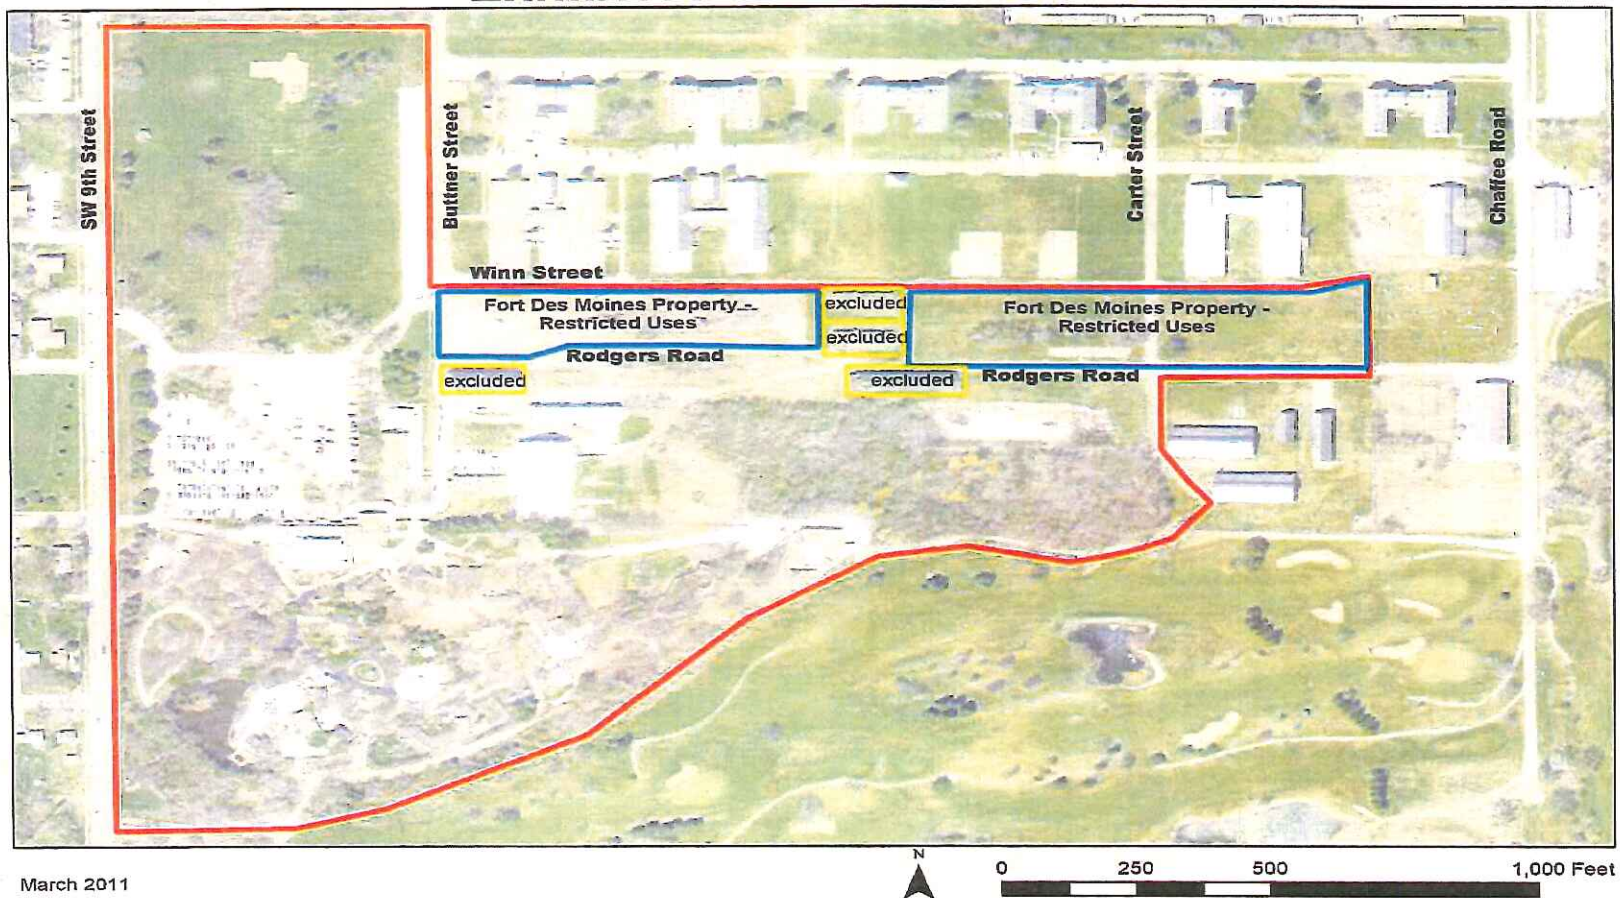 SW 9th Street
Buttner Street
Carter Street
Chaffee Road
Winn Street
Fort Des Moines Property -
Restricted Uses
excluded
excluded
Fort Des Moines Property -
Restricted Uses
Rodgers Road
Rodgers Road
excluded
excluded
March 2011
N
0 250 500 1,000 Feet